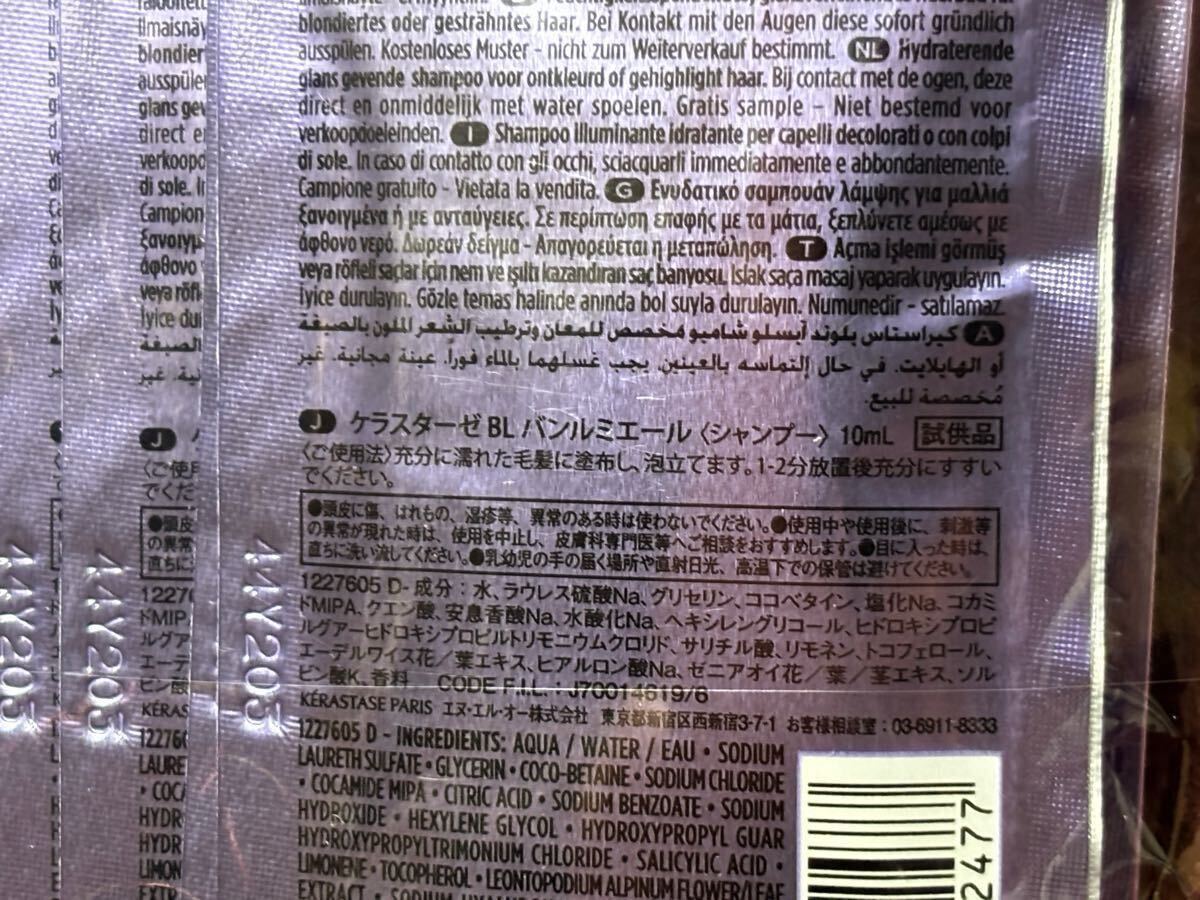 blondiertes oder gesträhntes Haar. Bei Kontakt mit den Augen diese sofort gründlich
ausspülen. Kostenloses Muster – nicht zum Weiterverkauf bestimmt. NL Hydraterende
glans gevende shampoo voor ontkleurd of gehighlight haar. Bij contact met de ogen, deze
direct en onmiddelijk met water spoelen. Gratis sample – Niet bestemd voor
verkoopdoeleinden. I Shampoo illuminante idratante per capelli decolorati o con colpi
di sole. In caso di contatto con gli occhi, sciacquarli immediatamente e abbondantemente.
Campione gratuito - Vietata la vendita. G Ενυδατικό σαμπουάν λάμψης για μαλλιά
ξανοιγμένα ή με ανταύγειες. Σε περίπτωση επαφής με τα μάτια, ξεπλύνετε αμέσως με
άφθονο νερό. Δωρεάν δείγμα - Απαγορεύεται η μεταπώληση. T Açma işlemi görmüş
veya röfleli saçlar için nem ve ışıltı kazandıran saç banyosu. Islak saça masaj yaparak uygulayın.
İyice durulayın. Gözle temas halinde anında bol suyla durulayın. Numunedir - satılamaz.
A كيراستاس بلوند آبسلو شامبو مخصص للمعان وترطيب الشعر الملون بالصبغة
أو الهايلايت. في حال إلتماسه بالعينين, يجب غسلهما بالماء فوراً. عينة مجانية. غير
مُخصصة للبيع.
J ケラスターゼ BL バンルミエール〈シャンプー〉 10mL 試供品
〈ご使用法〉充分に濡れた毛髪に塗布し、泡立てます。1-2分放置後充分にすすい
でください。
●頭皮に傷、はれもの、湿疹等、異常のある時は使わないでください。●使用中や使用後に、刺激等
の異常が現れた時は、使用を中止し、皮膚科専門医等へご相談をおすすめします。●目に入った時は、
直ちに洗い流してください。●乳幼児の手の届く場所や直射日光、高温下での保管は避けてください。
1227605 D- 成分：水、ラウレス硫酸Na、グリセリン、ココベタイン、塩化Na、コカミ
ドMIPA、クエン酸、安息香酸Na、水酸化Na、ヘキシレングリコール、ヒドロキシプロピ
ルグアーヒドロキシプロピルトリモニウムクロリド、サリチル酸、リモネン、トコフェロール、
エーデルワイス花／葉エキス、ヒアルロン酸Na、ゼニアオイ花／葉／茎エキス、ソル
ビン酸K、香料 CODE F.I.L.: J70014619/6
KÉRASTASE PARIS エヌ・エル・オー株式会社 東京都新宿区西新宿3-7-1 お客様相談室：03-6911-8333
1227605 D - INGREDIENTS: AQUA / WATER / EAU • SODIUM
LAURETH SULFATE • GLYCERIN • COCO-BETAINE • SODIUM CHLORIDE
• COCAMIDE MIPA • CITRIC ACID • SODIUM BENZOATE • SODIUM
HYDROXIDE • HEXYLENE GLYCOL • HYDROXYPROPYL GUAR
HYDROXYPROPYLTRIMONIUM CHLORIDE • SALICYLIC ACID •
LIMONENE • TOCOPHEROL • LEONTOPODIUM ALPINUM FLOWER/LEAF
2477
44Y205
44Y205
44Y205